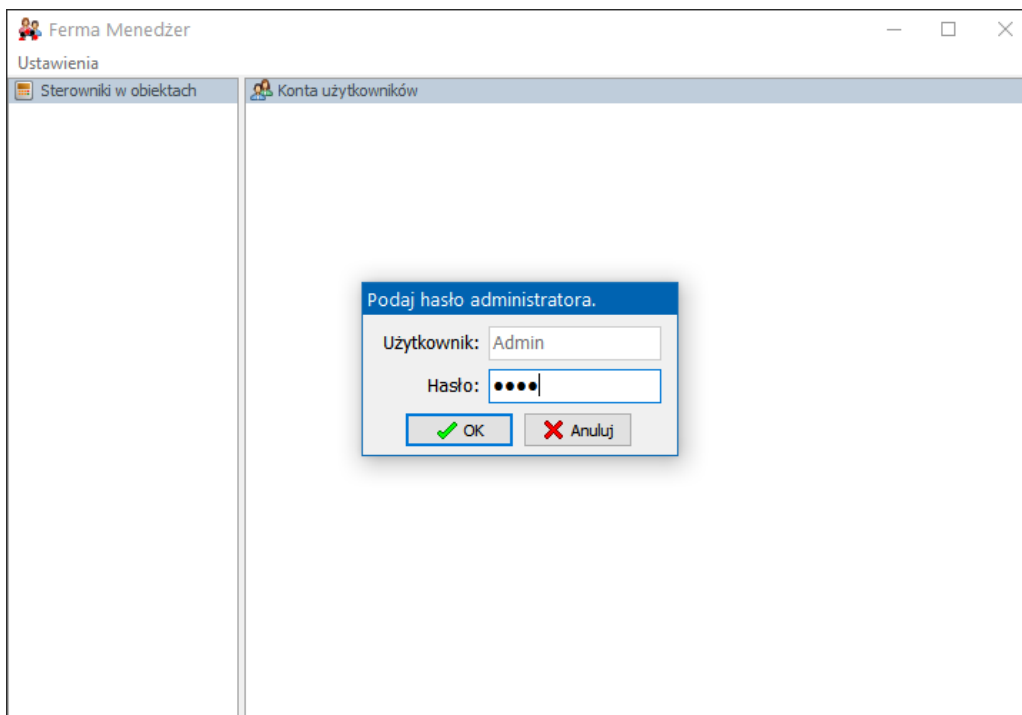 Ferma Menedżer
Ustawienia
Sterowniki w obiektach
Konta użytkowników
Podaj hasło administratora.
Użytkownik: Admin
Hasło: ••••
OK Anuluj